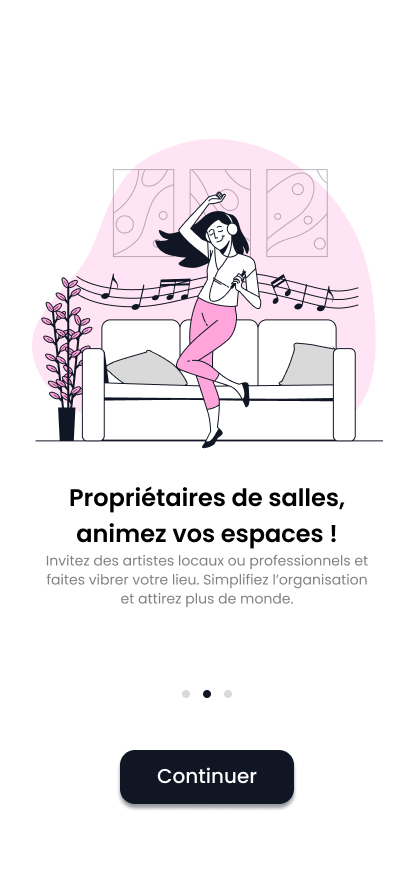 Propriétaires de salles,
animez vos espaces !
Invitez des artistes locaux ou professionnels et
faites vibrer votre lieu. Simplifiez l’organisation
et attirez plus de monde.
Continuer